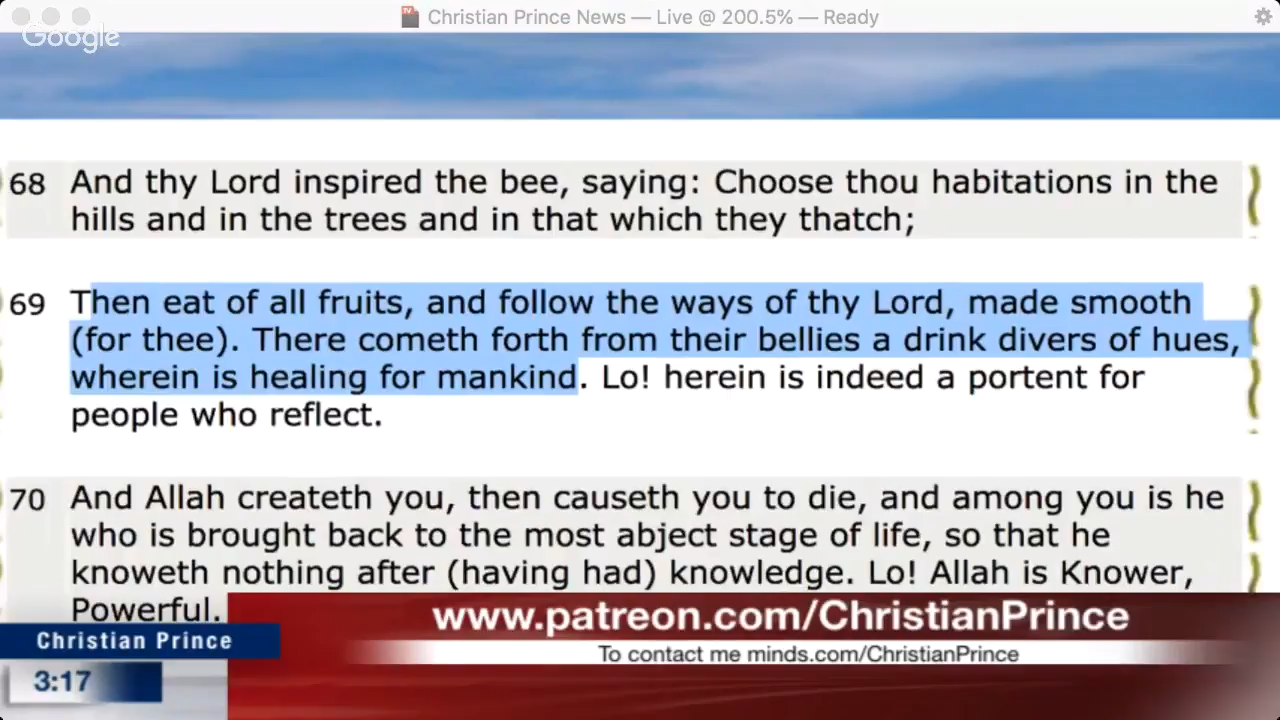 Christian Prince News — Live @ 200.5% — Ready
Google
68 And thy Lord inspired the bee, saying: Choose thou habitations in the
hills and in the trees and in that which they thatch;
69 Then eat of all fruits, and follow the ways of thy Lord, made smooth
(for thee). There cometh forth from their bellies a drink divers of hues,
wherein is healing for mankind. Lo! herein is indeed a portent for
people who reflect.
70 And Allah createth you, then causeth you to die, and among you is he
who is brought back to the most abject stage of life, so that he
knoweth nothing after (having had) knowledge. Lo! Allah is Knower,
Powerful.
www.patreon.com/ChristianPrince
Christian Prince
To contact me minds.com/ChristianPrince
3:17